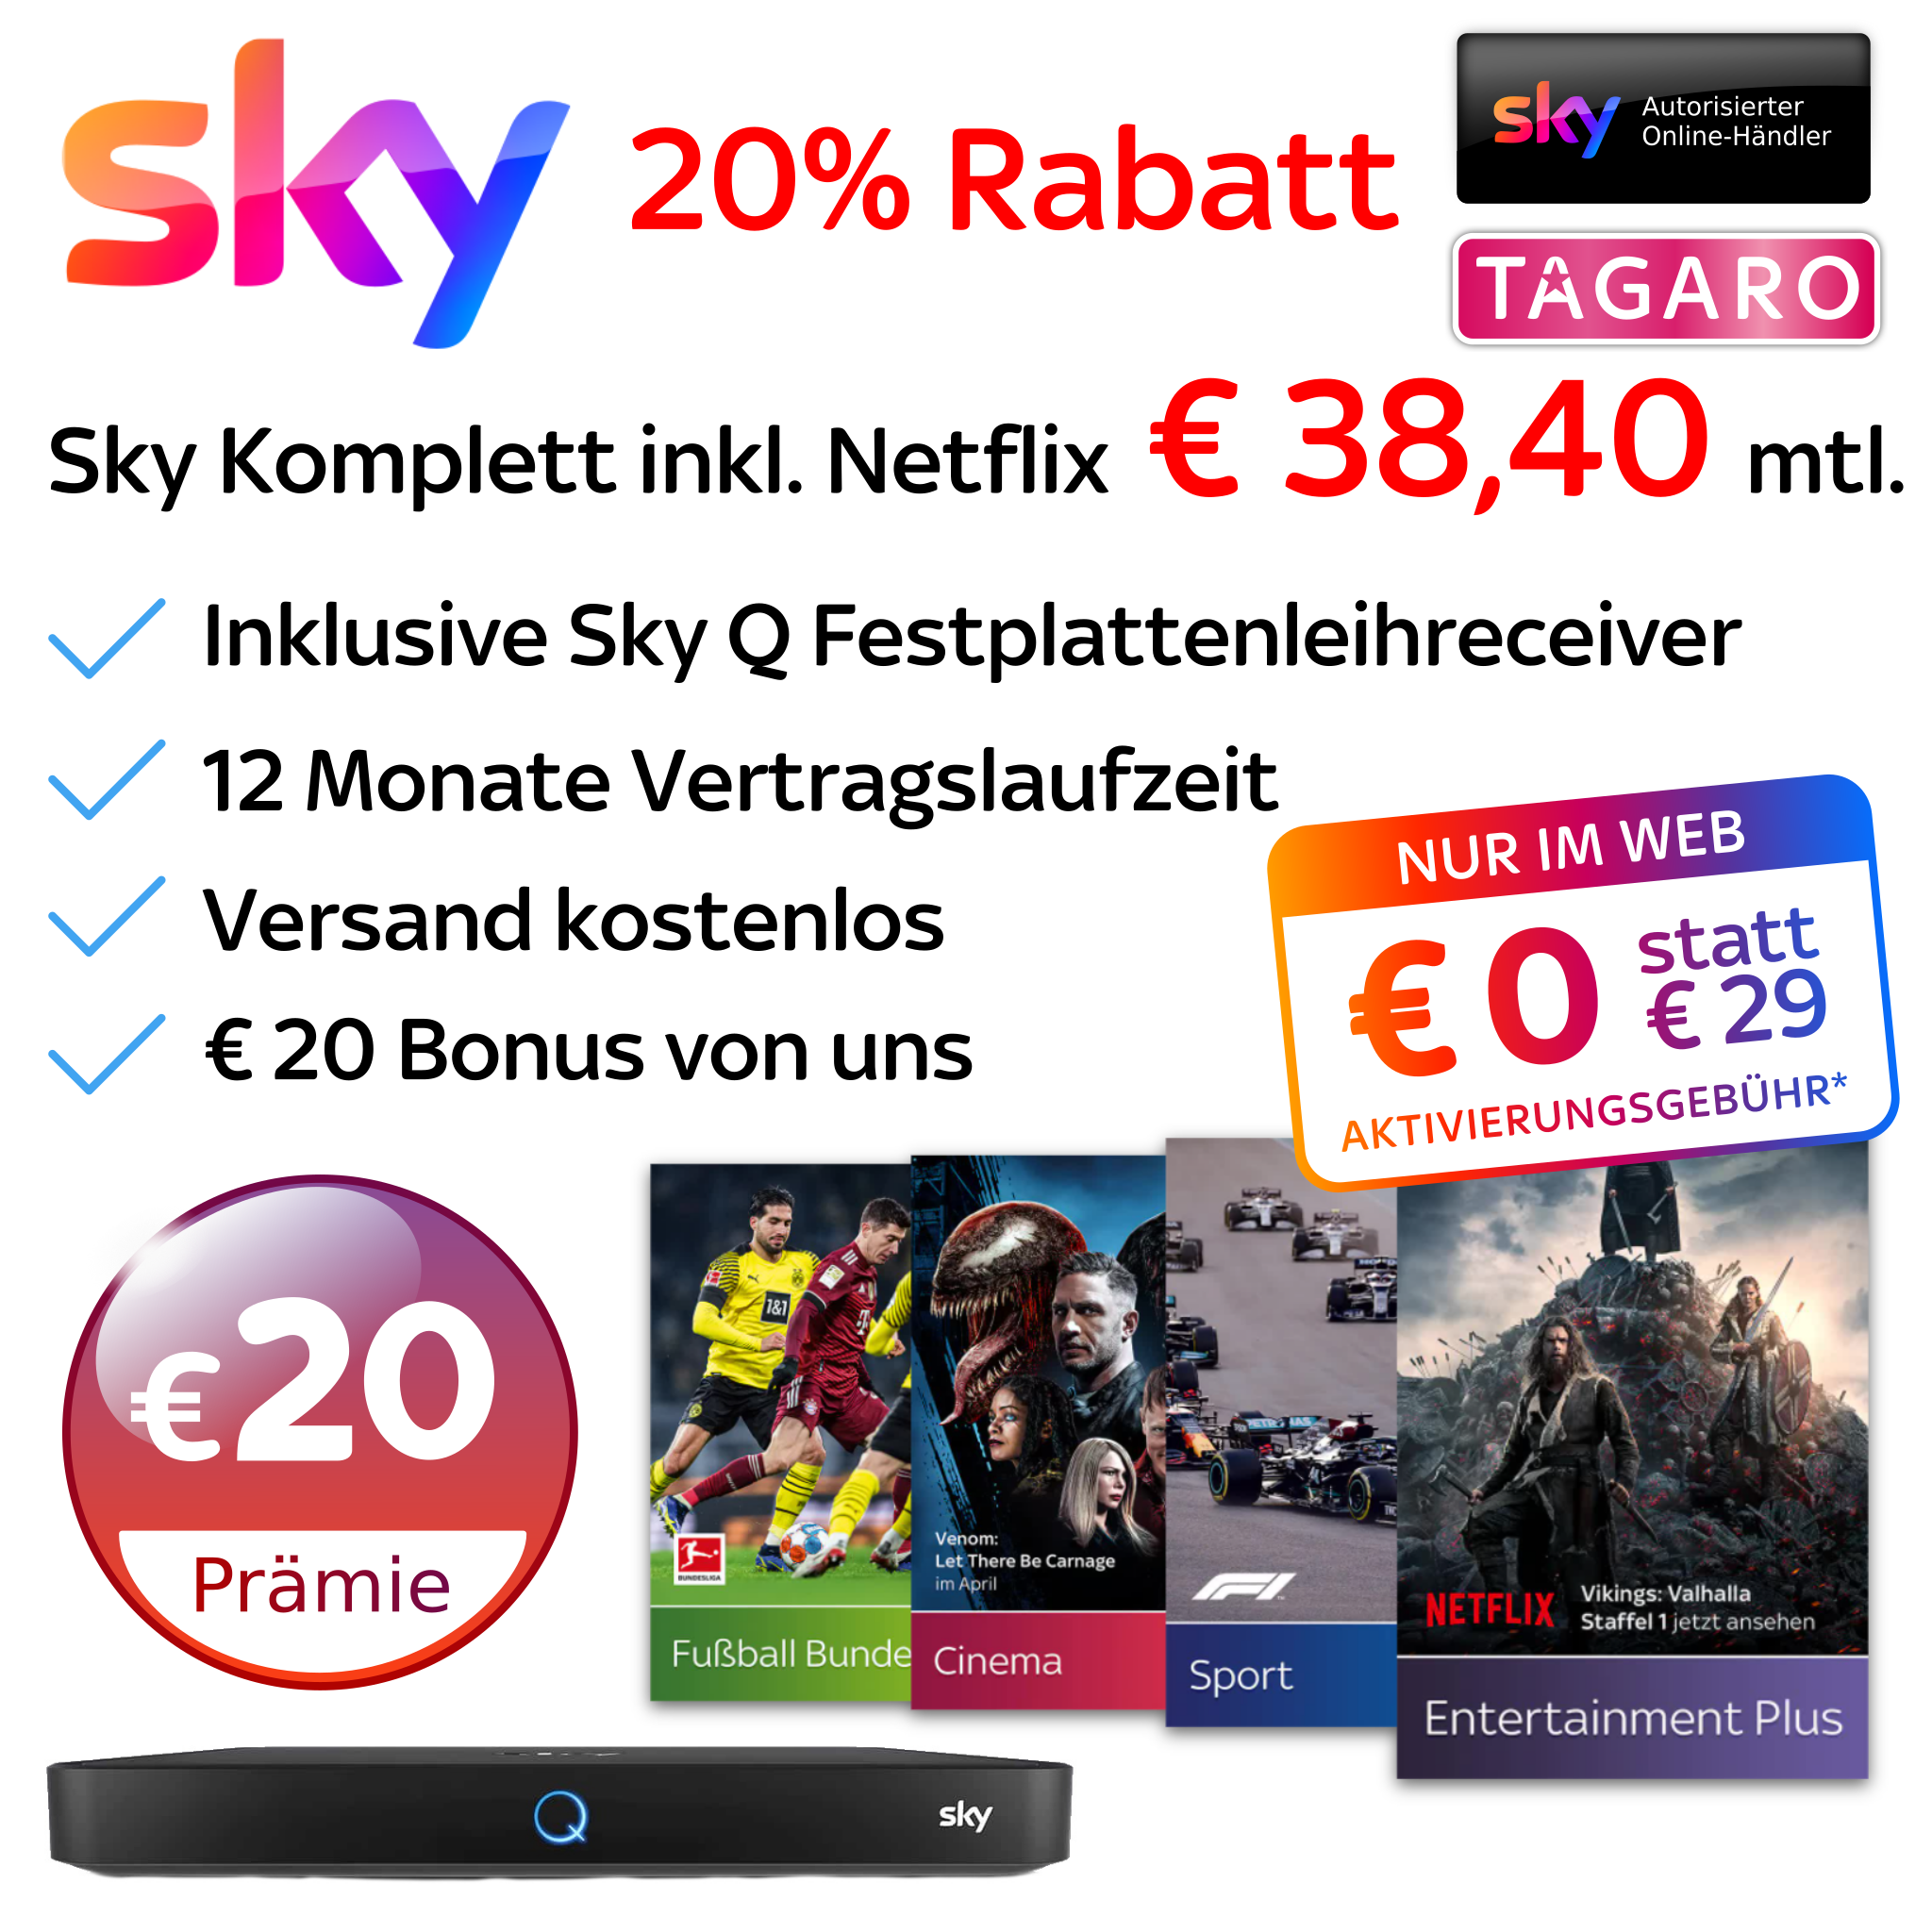 sky
20% Rabatt
sky Autorisierter
Online-Händler
TAGARO
Sky Komplett inkl. Netflix € 38,40 mtl.
Inklusive Sky Q Festplattenleihreceiver
12 Monate Vertragslaufzeit
Versand kostenlos
€ 20 Bonus von uns
NUR IM WEB
€ 0 statt
€ 29
AKTIVIERUNGSGEBÜHR*
€20
Prämie
1&1
BUNDESLIGA
Fußball Bunde
Venom:
Let There Be Carnage
im April
Cinema
PETRONAS
F1
Sport
NETFLIX
Vikings: Valhalla
Staffel 1 jetzt ansehen
Entertainment Plus
Q
sky